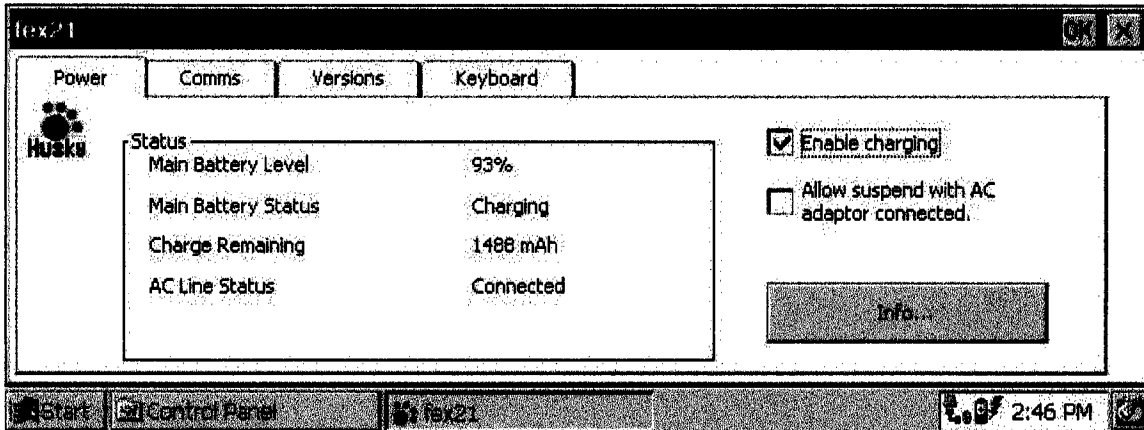 fex21 OK X
Power Comms Versions Keyboard
Husky
Status
Main Battery Level 93%
Main Battery Status Charging
Charge Remaining 1488 mAh
AC Line Status Connected
Enable charging
Allow suspend with AC
adaptor connected.
Info...
Start Control Panel fex21 2:46 PM